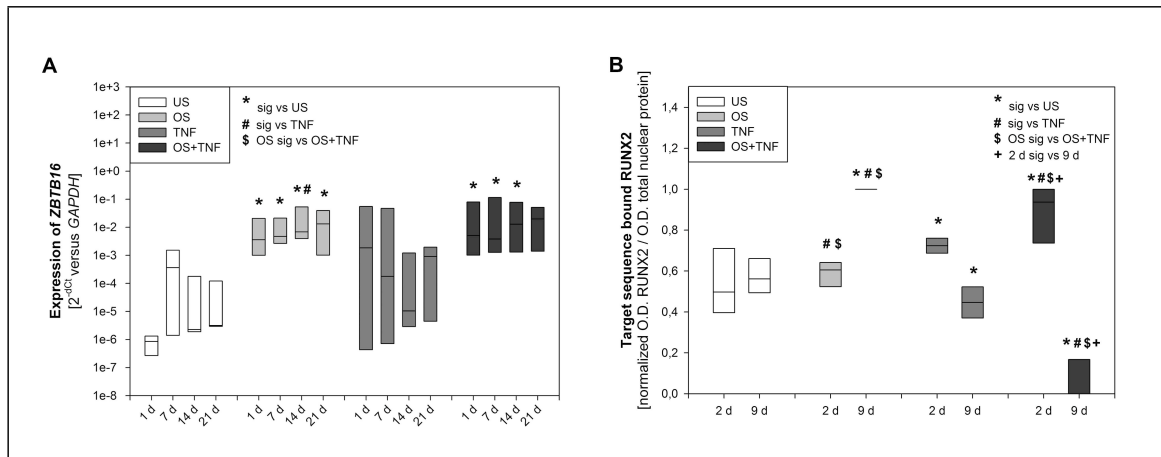 A
Expression of ZBTB16
[2-dCt versus GAPDH]
1e+3
1e+2
1e+1
1e+0
1e-1
1e-2
1e-3
1e-4
1e-5
1e-6
1e-7
1e-8
US
OS
TNF
OS+TNF
* sig vs US
# sig vs TNF
$ OS sig vs OS+TNF
* * *# *
* * *
1 d 7 d 14 d 21 d 1 d 7 d 14 d 21 d 1 d 7 d 14 d 21 d 1 d 7 d 14 d 21 d
B
Target sequence bound RUNX2
[normalized O.D. RUNX2 / O.D. total nuclear protein]
1,4
1,2
1,0
0,8
0,6
0,4
0,2
0,0
US
OS
TNF
OS+TNF
* sig vs US
# sig vs TNF
$ OS sig vs OS+TNF
+ 2 d sig vs 9 d
# $
* # $
*
*
*#$+
*#$+
2 d 9 d 2 d 9 d 2 d 9 d 2 d 9 d